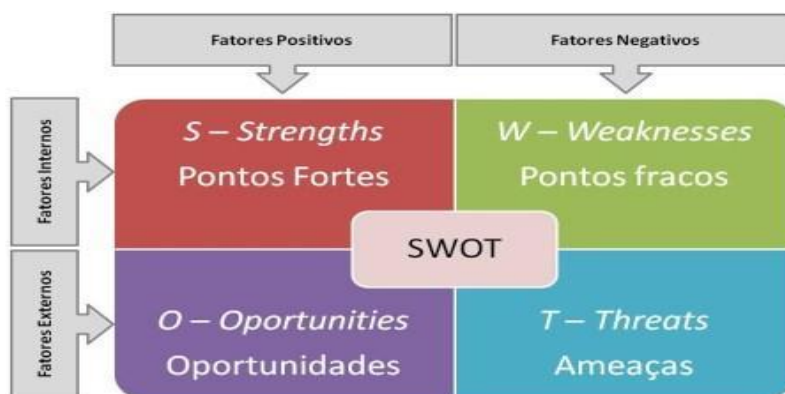 Fatores Positivos
Fatores Negativos
Fatores Internos
S – Strengths
Pontos Fortes
W – Weaknesses
Pontos fracos
SWOT
Fatores Externos
O – Oportunities
Oportunidades
T – Threats
Ameaças